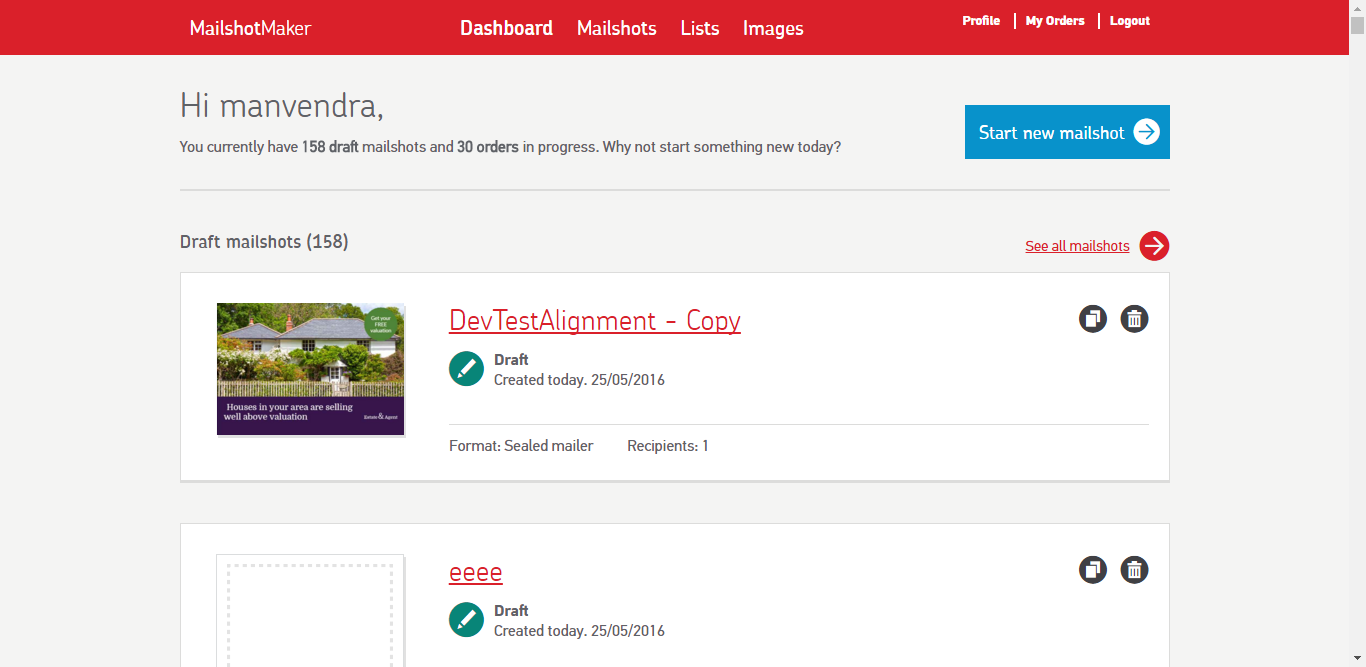 MailshotMaker
Dashboard
Mailshots
Lists
Images
Profile
My Orders
Logout
Hi manvendra,
You currently have 158 draft mailshots and 30 orders in progress. Why not start something new today?
Start new mailshot
Draft mailshots (158)
See all mailshots
Get your
FREE
valuation
Houses in your area are selling
well above valuation
Estate & Agent
DevTestAlignment - Copy
Draft
Created today. 25/05/2016
Format: Sealed mailer
Recipients: 1
eeee
Draft
Created today. 25/05/2016